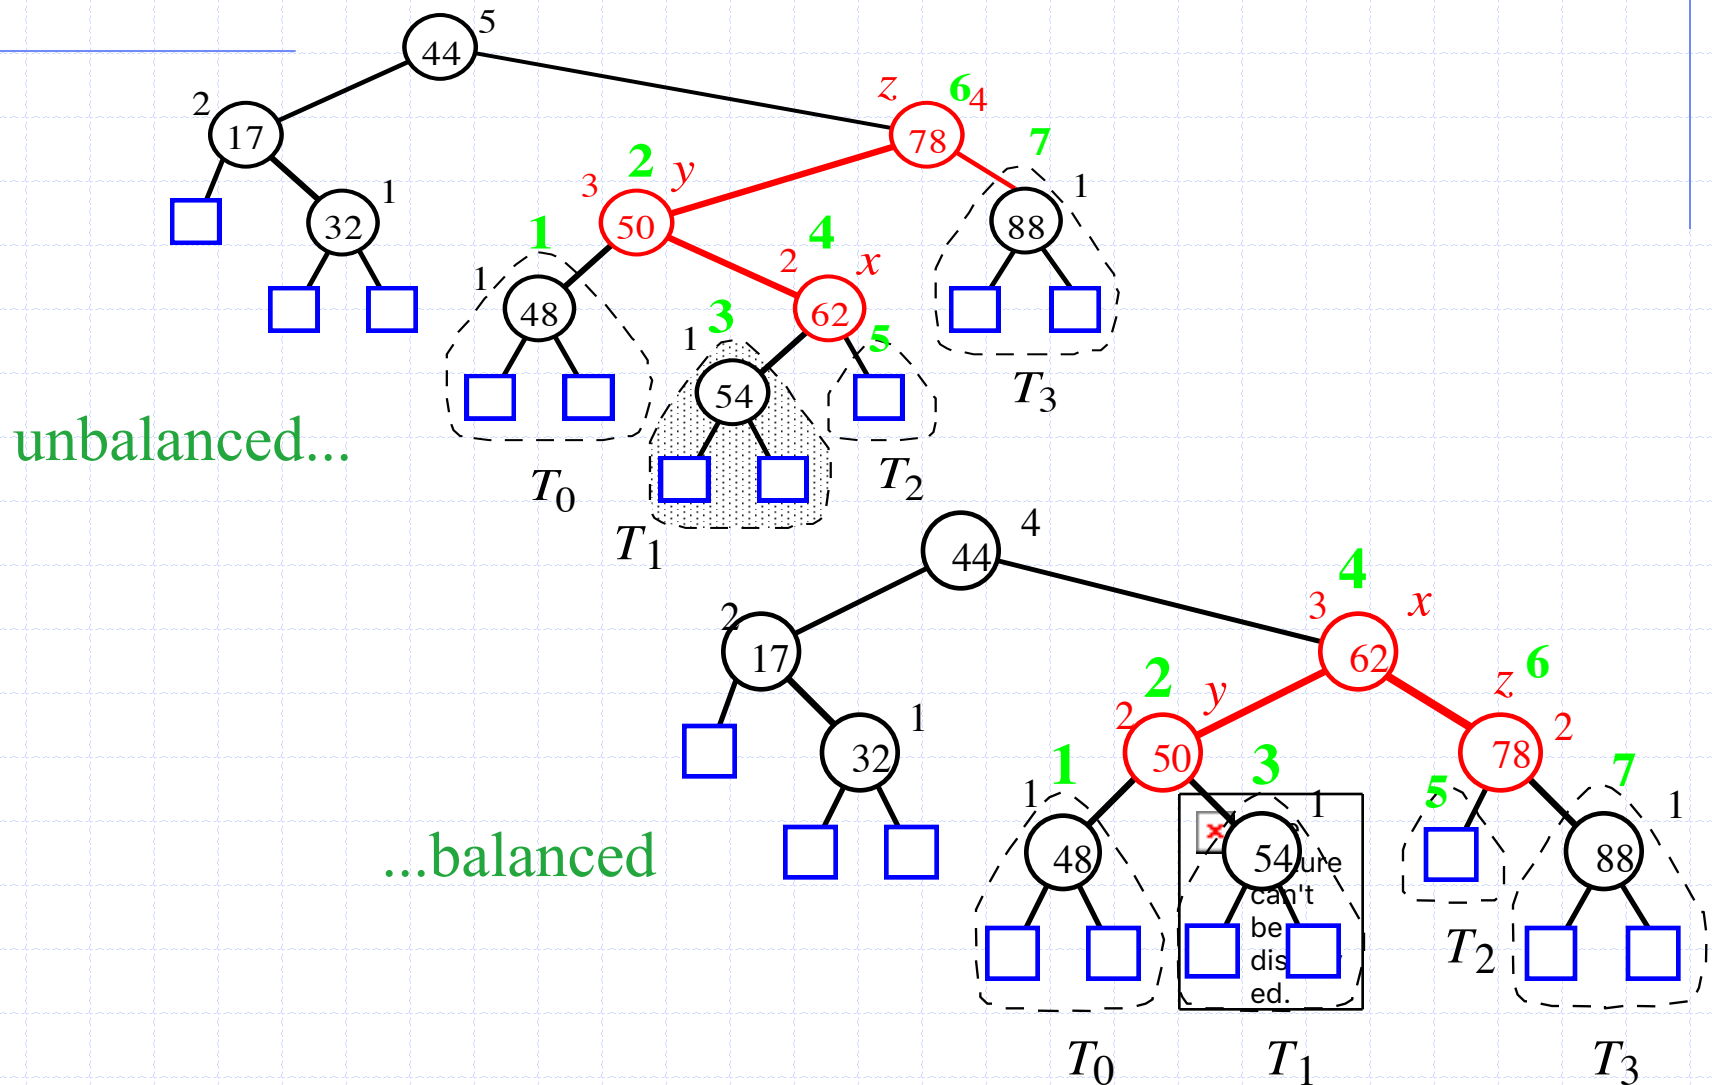 44 5
2 17
32 1
z 6 4
78
7
88 1
2 y
3 50
1
1 48
4
2 x
62
3
1 54
5
T0
T1
T2
T3
unbalanced...
44 4
2 17
32 1
4
3 x
62
2 y
2 50
z 6
78 2
1
1 48
3
54 1
5
7
88 1
ure
can't
be
dis
ed.
...balanced
T0
T1
T2
T3